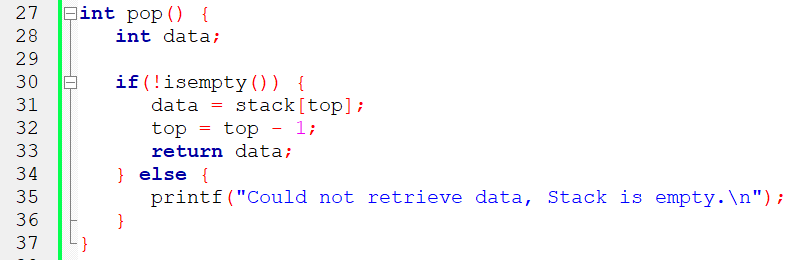 27 int pop() {
28 int data;
29
30 if(!isempty()) {
31 data = stack[top];
32 top = top - 1;
33 return data;
34 } else {
35 printf("Could not retrieve data, Stack is empty.\n");
36 }
37 }